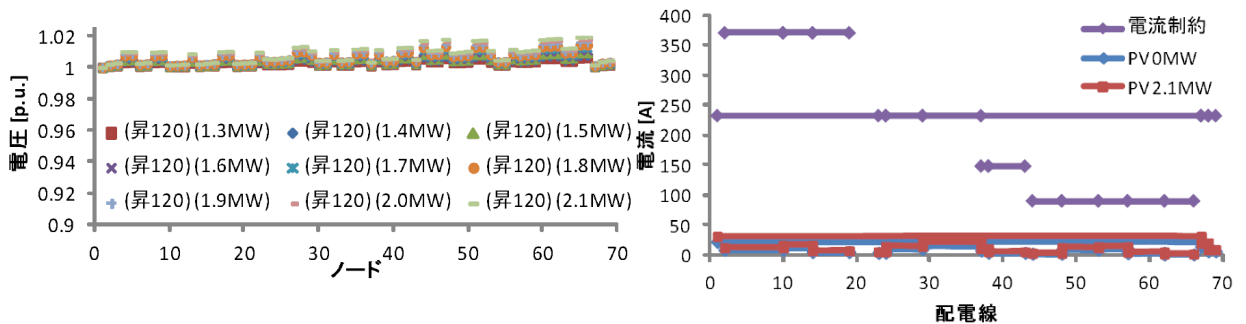 1.02
1
0.98
0.96
0.94
0.92
0.9
電圧 [p.u.]
(昇120) (1.3MW) (昇120) (1.4MW) (昇120) (1.5MW)
(昇120) (1.6MW) (昇120) (1.7MW) (昇120) (1.8MW)
(昇120) (1.9MW) (昇120) (2.0MW) (昇120) (2.1MW)
0 10 20 30 40 50 60 70
ノード
400
350
300
250
200
150
100
50
0
電流 [A]
電流制約
PV0MW
PV2.1MW
0 10 20 30 40 50 60 70
配電線